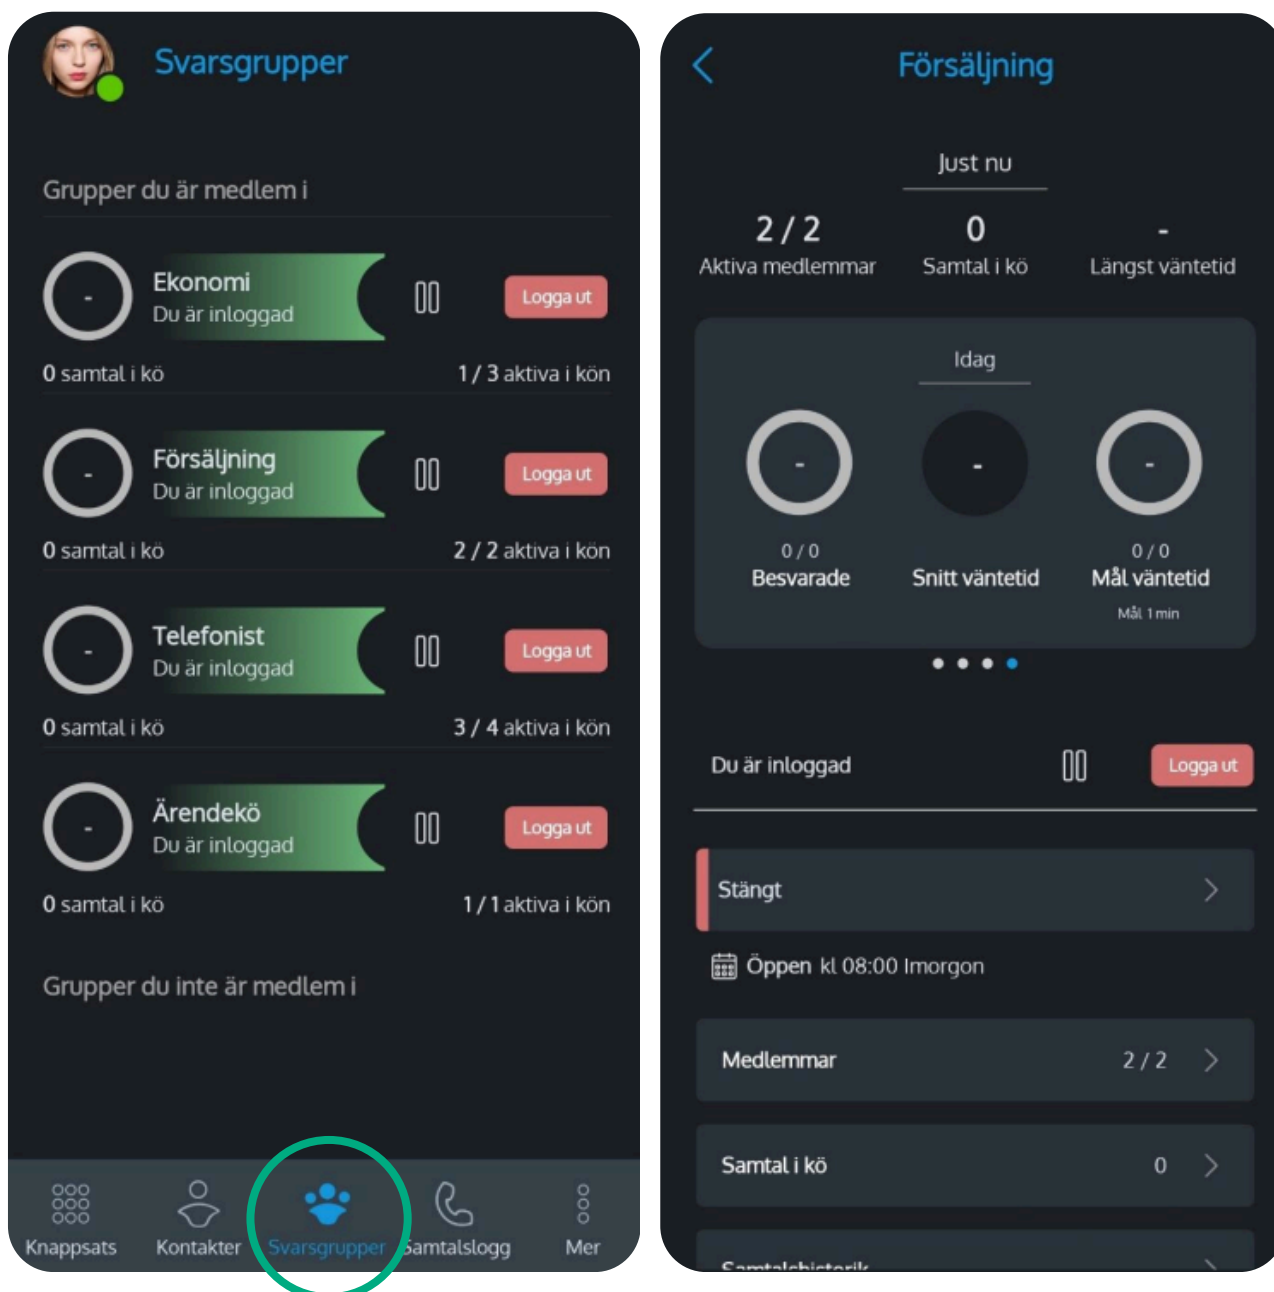 Svarsgrupper
Grupper du är medlem i
-
Ekonomi
Du är inloggad
Logga ut
0 samtal i kö
1 / 3 aktiva i kön
-
Försäljning
Du är inloggad
Logga ut
0 samtal i kö
2 / 2 aktiva i kön
-
Telefonist
Du är inloggad
Logga ut
0 samtal i kö
3 / 4 aktiva i kön
-
Ärendekö
Du är inloggad
Logga ut
0 samtal i kö
1 / 1 aktiva i kön
Grupper du inte är medlem i
Knappsats
Kontakter
Svarsgrupper
Samtalslogg
Mer
Försäljning
Just nu
2 / 2
Aktiva medlemmar
0
Samtal i kö
-
Längst väntetid
Idag
-
0 / 0
Besvarade
-
Snitt väntetid
-
0 / 0
Mål väntetid
Mål 1 min
Du är inloggad
Logga ut
Stängt
Öppen kl 08:00 Imorgon
Medlemmar
2 / 2
Samtal i kö
0
Samtalshistorik